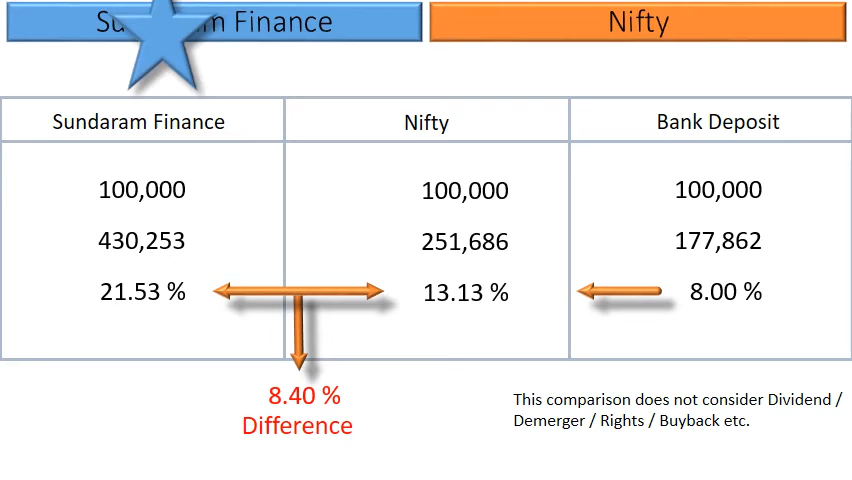 Finance
Nifty
Sundaram Finance
Nifty
Bank Deposit
100,000
100,000
100,000
430,253
251,686
177,862
21.53 %
13.13 %
8.00 %
8.40 %
Difference
This comparison does not consider Dividend /
Demerger / Rights / Buyback etc.